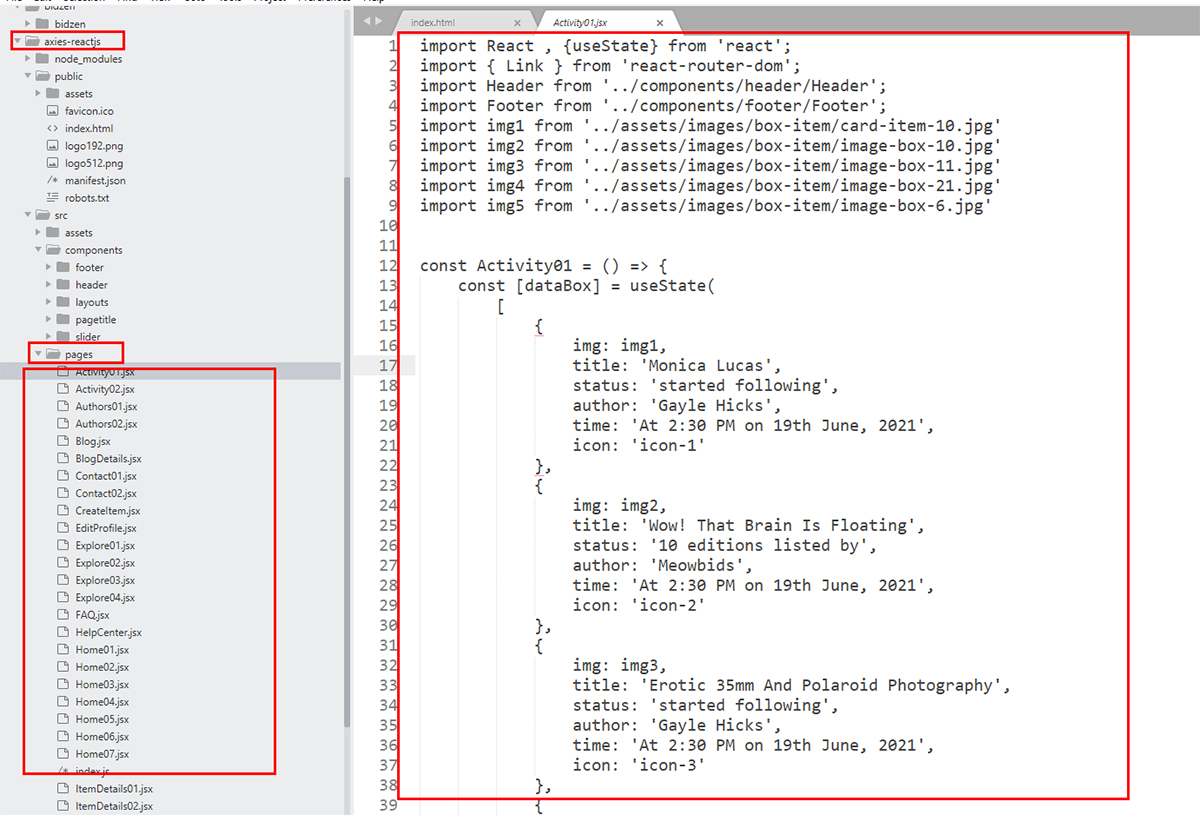 bidzen
axies-reactjs
node_modules
public
assets
favicon.ico
<> index.html
logo192.png
logo512.png
/* manifest.json
robots.txt
src
assets
components
footer
header
layouts
pagetitle
slider
pages
Activity01.jsx
Activity02.jsx
Authors01.jsx
Authors02.jsx
Blog.jsx
BlogDetails.jsx
Contact01.jsx
Contact02.jsx
CreateItem.jsx
EditProfile.jsx
Explore01.jsx
Explore02.jsx
Explore03.jsx
Explore04.jsx
FAQ.jsx
HelpCenter.jsx
Home01.jsx
Home02.jsx
Home03.jsx
Home04.jsx
Home05.jsx
Home06.jsx
Home07.jsx
/* index.js
ItemDetails01.jsx
ItemDetails02.jsx
index.html ×
Activity01.jsx ×
1 import React , {useState} from 'react';
2 import { Link } from 'react-router-dom';
3 import Header from '../components/header/Header';
4 import Footer from '../components/footer/Footer';
5 import img1 from '../assets/images/box-item/card-item-10.jpg'
6 import img2 from '../assets/images/box-item/image-box-10.jpg'
7 import img3 from '../assets/images/box-item/image-box-11.jpg'
8 import img4 from '../assets/images/box-item/image-box-21.jpg'
9 import img5 from '../assets/images/box-item/image-box-6.jpg'
10
11
12 const Activity01 = () => {
13 const [dataBox] = useState(
14 [
15 {
16 img: img1,
17 title: 'Monica Lucas',
18 status: 'started following',
19 author: 'Gayle Hicks',
20 time: 'At 2:30 PM on 19th June, 2021',
21 icon: 'icon-1'
22 },
23 {
24 img: img2,
25 title: 'Wow! That Brain Is Floating',
26 status: '10 editions listed by',
27 author: 'Meowbids',
28 time: 'At 2:30 PM on 19th June, 2021',
29 icon: 'icon-2'
30 },
31 {
32 img: img3,
33 title: 'Erotic 35mm And Polaroid Photography',
34 status: 'started following',
35 author: 'Gayle Hicks',
36 time: 'At 2:30 PM on 19th June, 2021',
37 icon: 'icon-3'
38 },
39 {